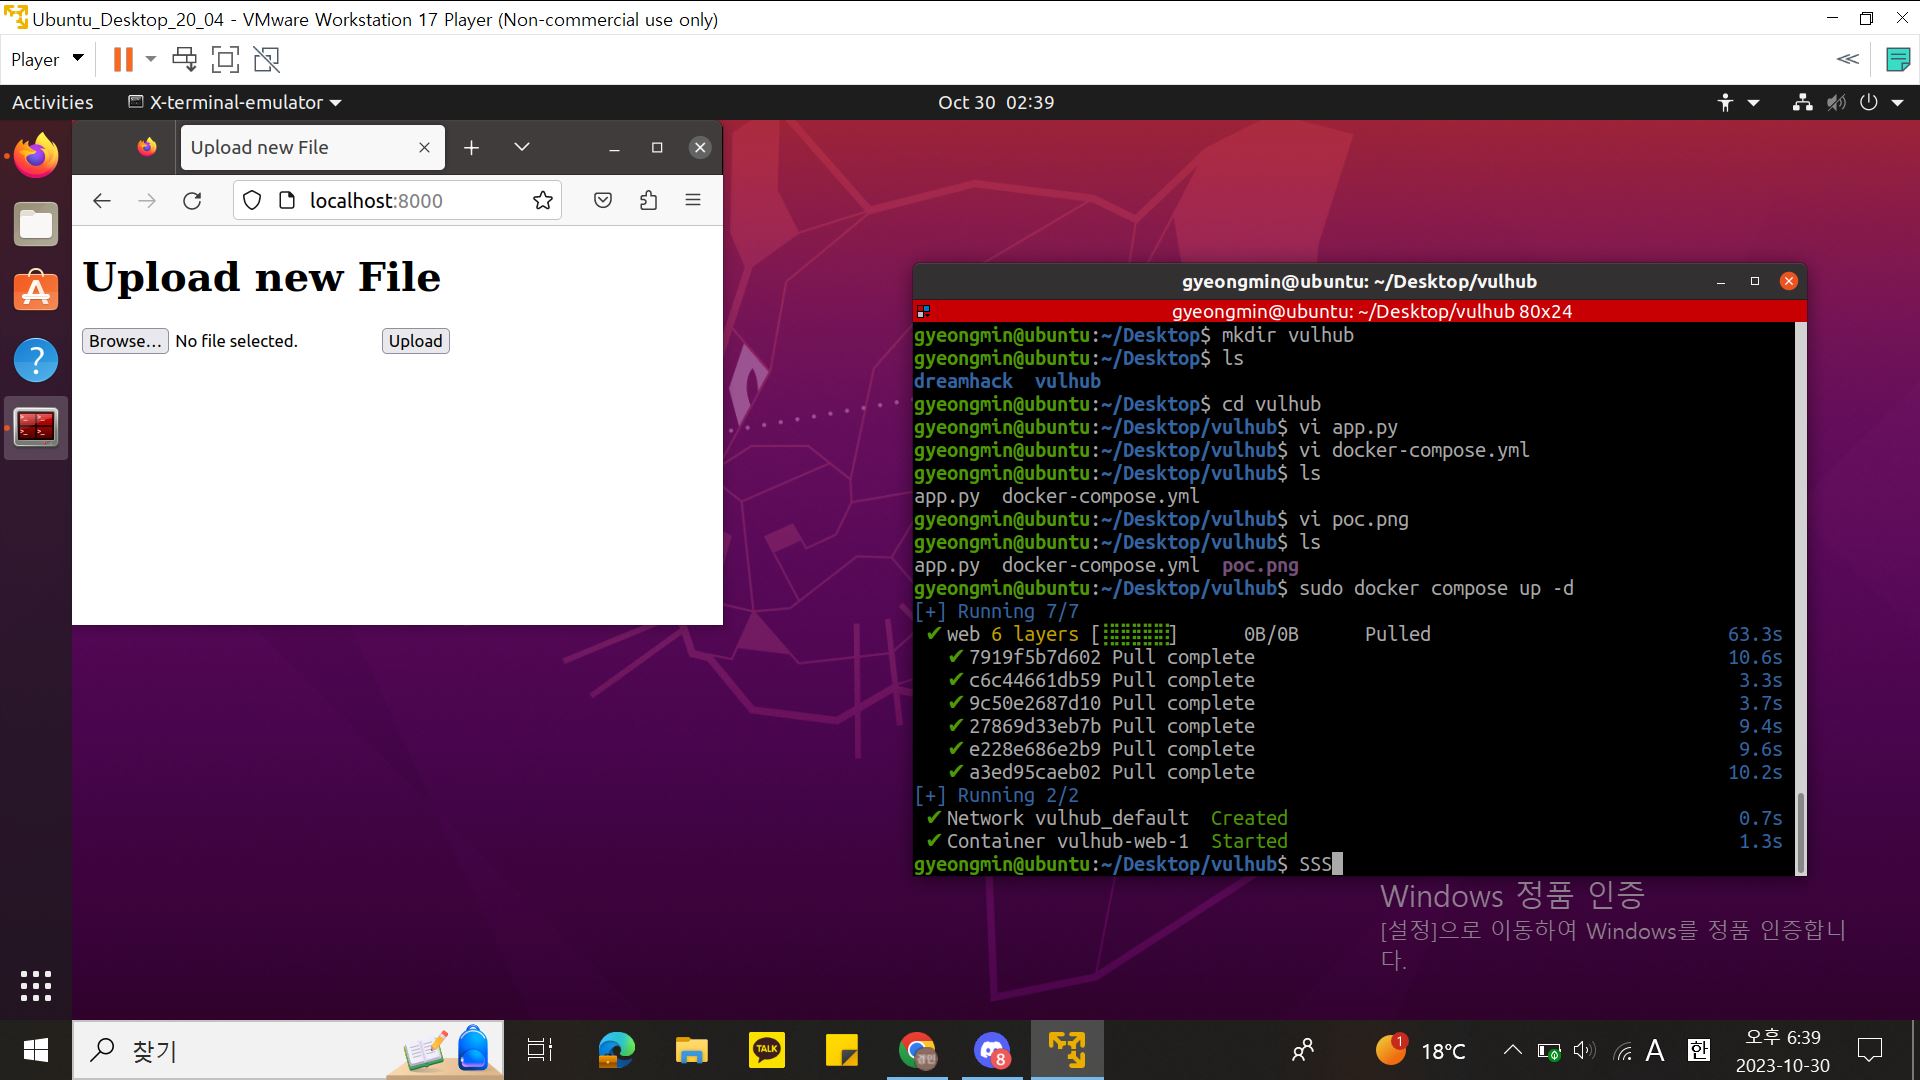 Ubuntu_Desktop_20_04 - VMware Workstation 17 Player (Non-commercial use only)
Player
Activities
X-terminal-emulator
Oct 30 02:39
Upload new File
localhost:8000
Upload new File
Browse... No file selected. Upload
gyeongmin@ubuntu: ~/Desktop/vulhub
gyeongmin@ubuntu: ~/Desktop/vulhub 80x24
gyeongmin@ubuntu:~/Desktop$ mkdir vulhub
gyeongmin@ubuntu:~/Desktop$ ls
dreamhack vulhub
gyeongmin@ubuntu:~/Desktop$ cd vulhub
gyeongmin@ubuntu:~/Desktop/vulhub$ vi app.py
gyeongmin@ubuntu:~/Desktop/vulhub$ vi docker-compose.yml
gyeongmin@ubuntu:~/Desktop/vulhub$ ls
app.py docker-compose.yml
gyeongmin@ubuntu:~/Desktop/vulhub$ vi poc.png
gyeongmin@ubuntu:~/Desktop/vulhub$ ls
app.py docker-compose.yml poc.png
gyeongmin@ubuntu:~/Desktop/vulhub$ sudo docker compose up -d
[+] Running 7/7
✔ web 6 layers [⣿⣿⣿⣿⣿⣿] 0B/0B Pulled 63.3s
✔ 7919f5b7d602 Pull complete 10.6s
✔ c6c44661db59 Pull complete 3.3s
✔ 9c50e2687d10 Pull complete 3.7s
✔ 27869d33eb7b Pull complete 9.4s
✔ e228e686e2b9 Pull complete 9.6s
✔ a3ed95caeb02 Pull complete 10.2s
[+] Running 2/2
✔ Network vulhub_default Created 0.7s
✔ Container vulhub-web-1 Started 1.3s
gyeongmin@ubuntu:~/Desktop/vulhub$ SSS
Windows 정품 인증
[설정]으로 이동하여 Windows를 정품 인증합니
다.
찾기
TALK
경민
8
1
18°C
A
한
오후 6:39
2023-10-30